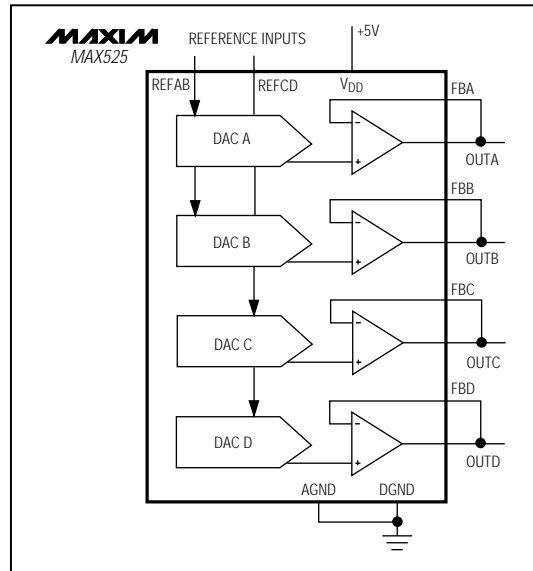 MAXIM
MAX525
REFERENCE INPUTS
+5V
REFAB
REFCD
VDD
FBA
DAC A
OUTA
FBB
DAC B
OUTB
FBC
DAC C
OUTC
FBD
DAC D
OUTD
AGND
DGND
-
+
-
+
-
+
-
+